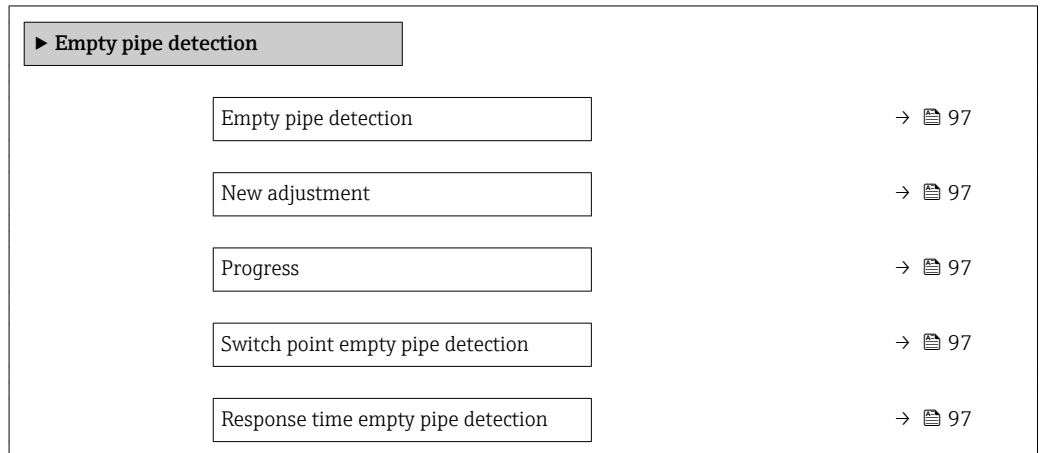 ▶ Empty pipe detection
Empty pipe detection → 97
New adjustment → 97
Progress → 97
Switch point empty pipe detection → 97
Response time empty pipe detection → 97